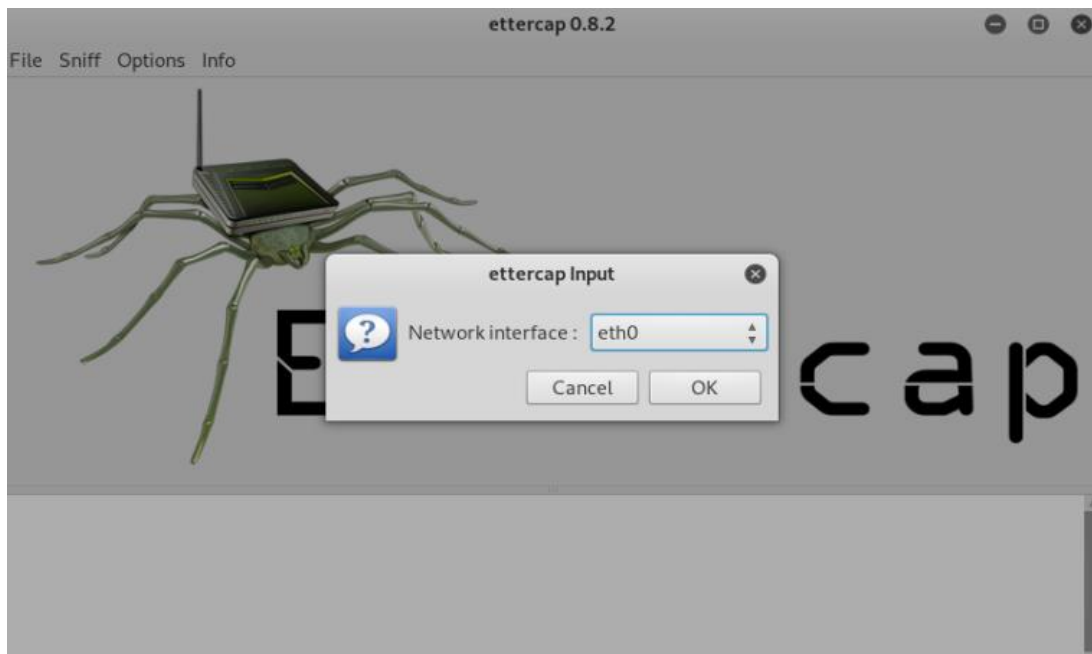 ettercap 0.8.2
File Sniff Options Info
ettercap Input
?
Network interface : eth0
Cancel OK
E cap